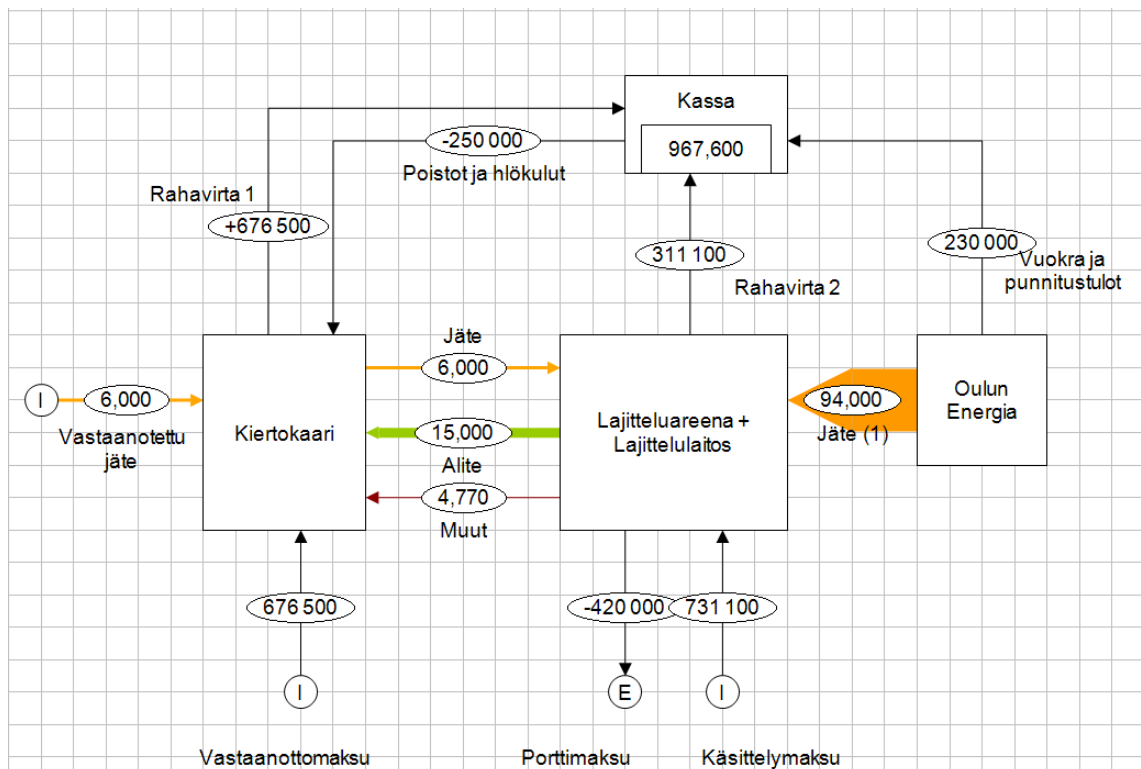 Kassa
967,600
-250 000
Poistot ja hlökulut
Rahavirta 1
+676 500
311 100
Rahavirta 2
230 000
Vuokra ja
punnitustulot
Jäte
6,000
I
6,000
Vastaanotettu
jäte
Kiertokaari
15,000
Alite
4,770
Muut
Lajitteluareena +
Lajittelulaitos
94,000
Jäte (1)
Oulun
Energia
676 500
-420 000
731 100
I
E
I
Vastaanottomaksu
Porttimaksu
Käsittelymaksu